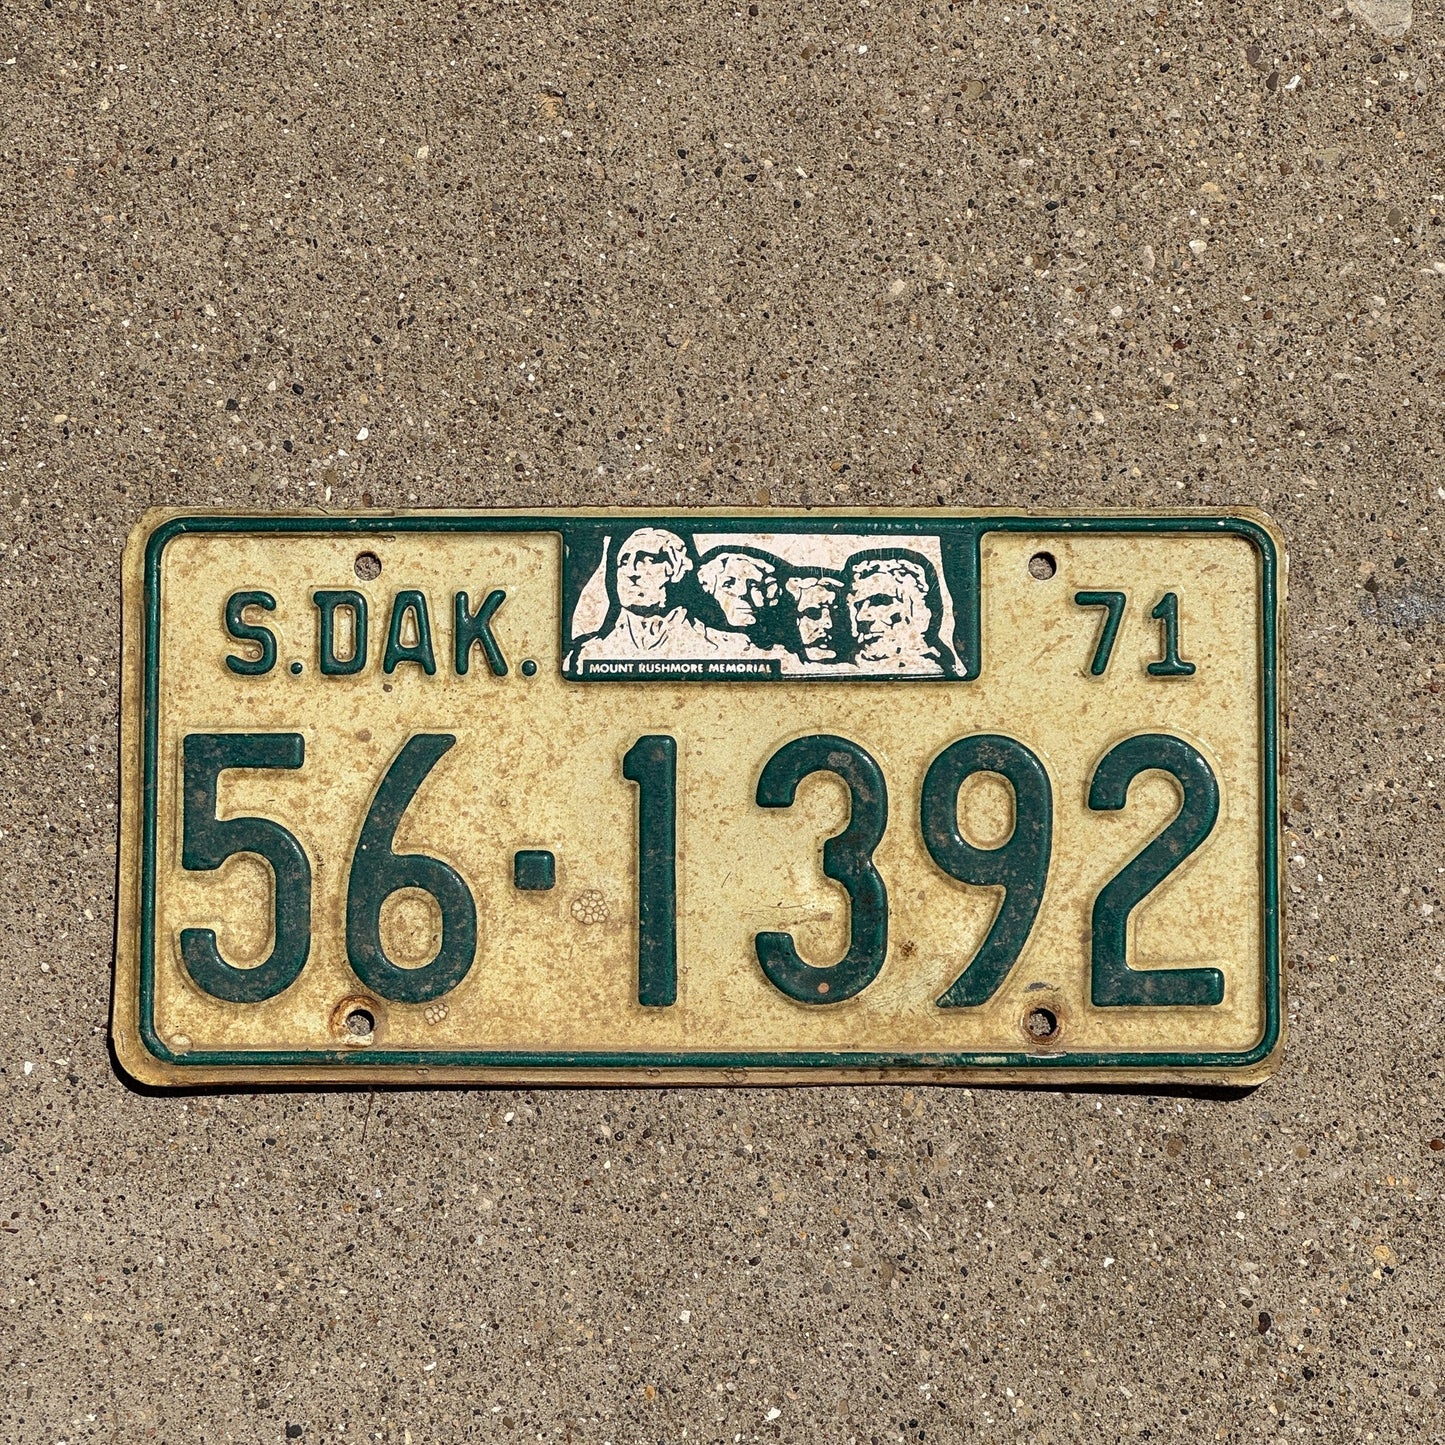 S.DAK. 71
MOUNT RUSHMORE MEMORIAL
56-1392